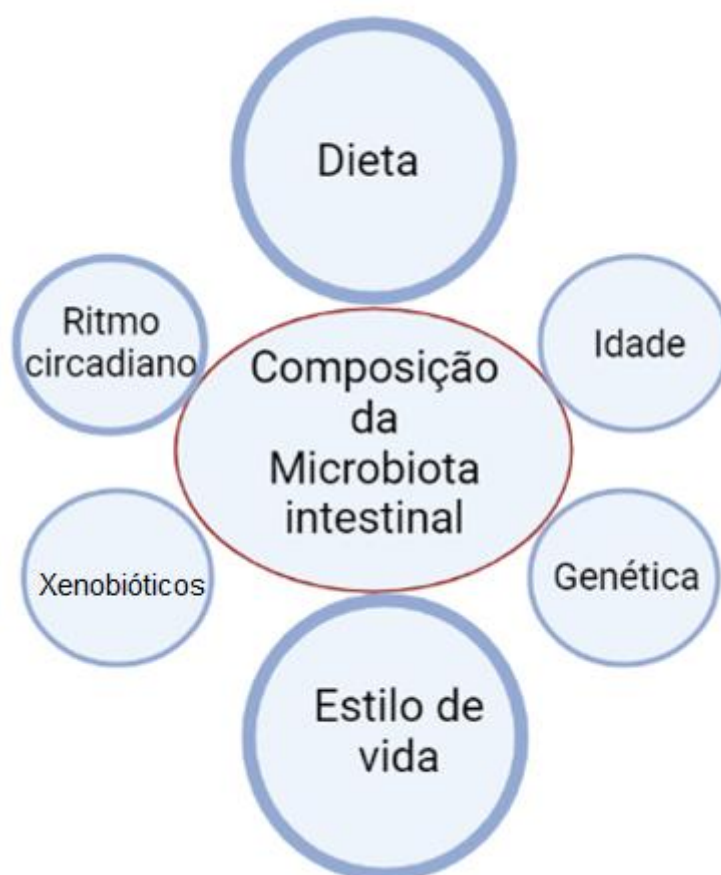 Dieta
Ritmo
circadiano
Idade
Composição
da
Microbiota
intestinal
Xenobióticos
Genética
Estilo de
vida